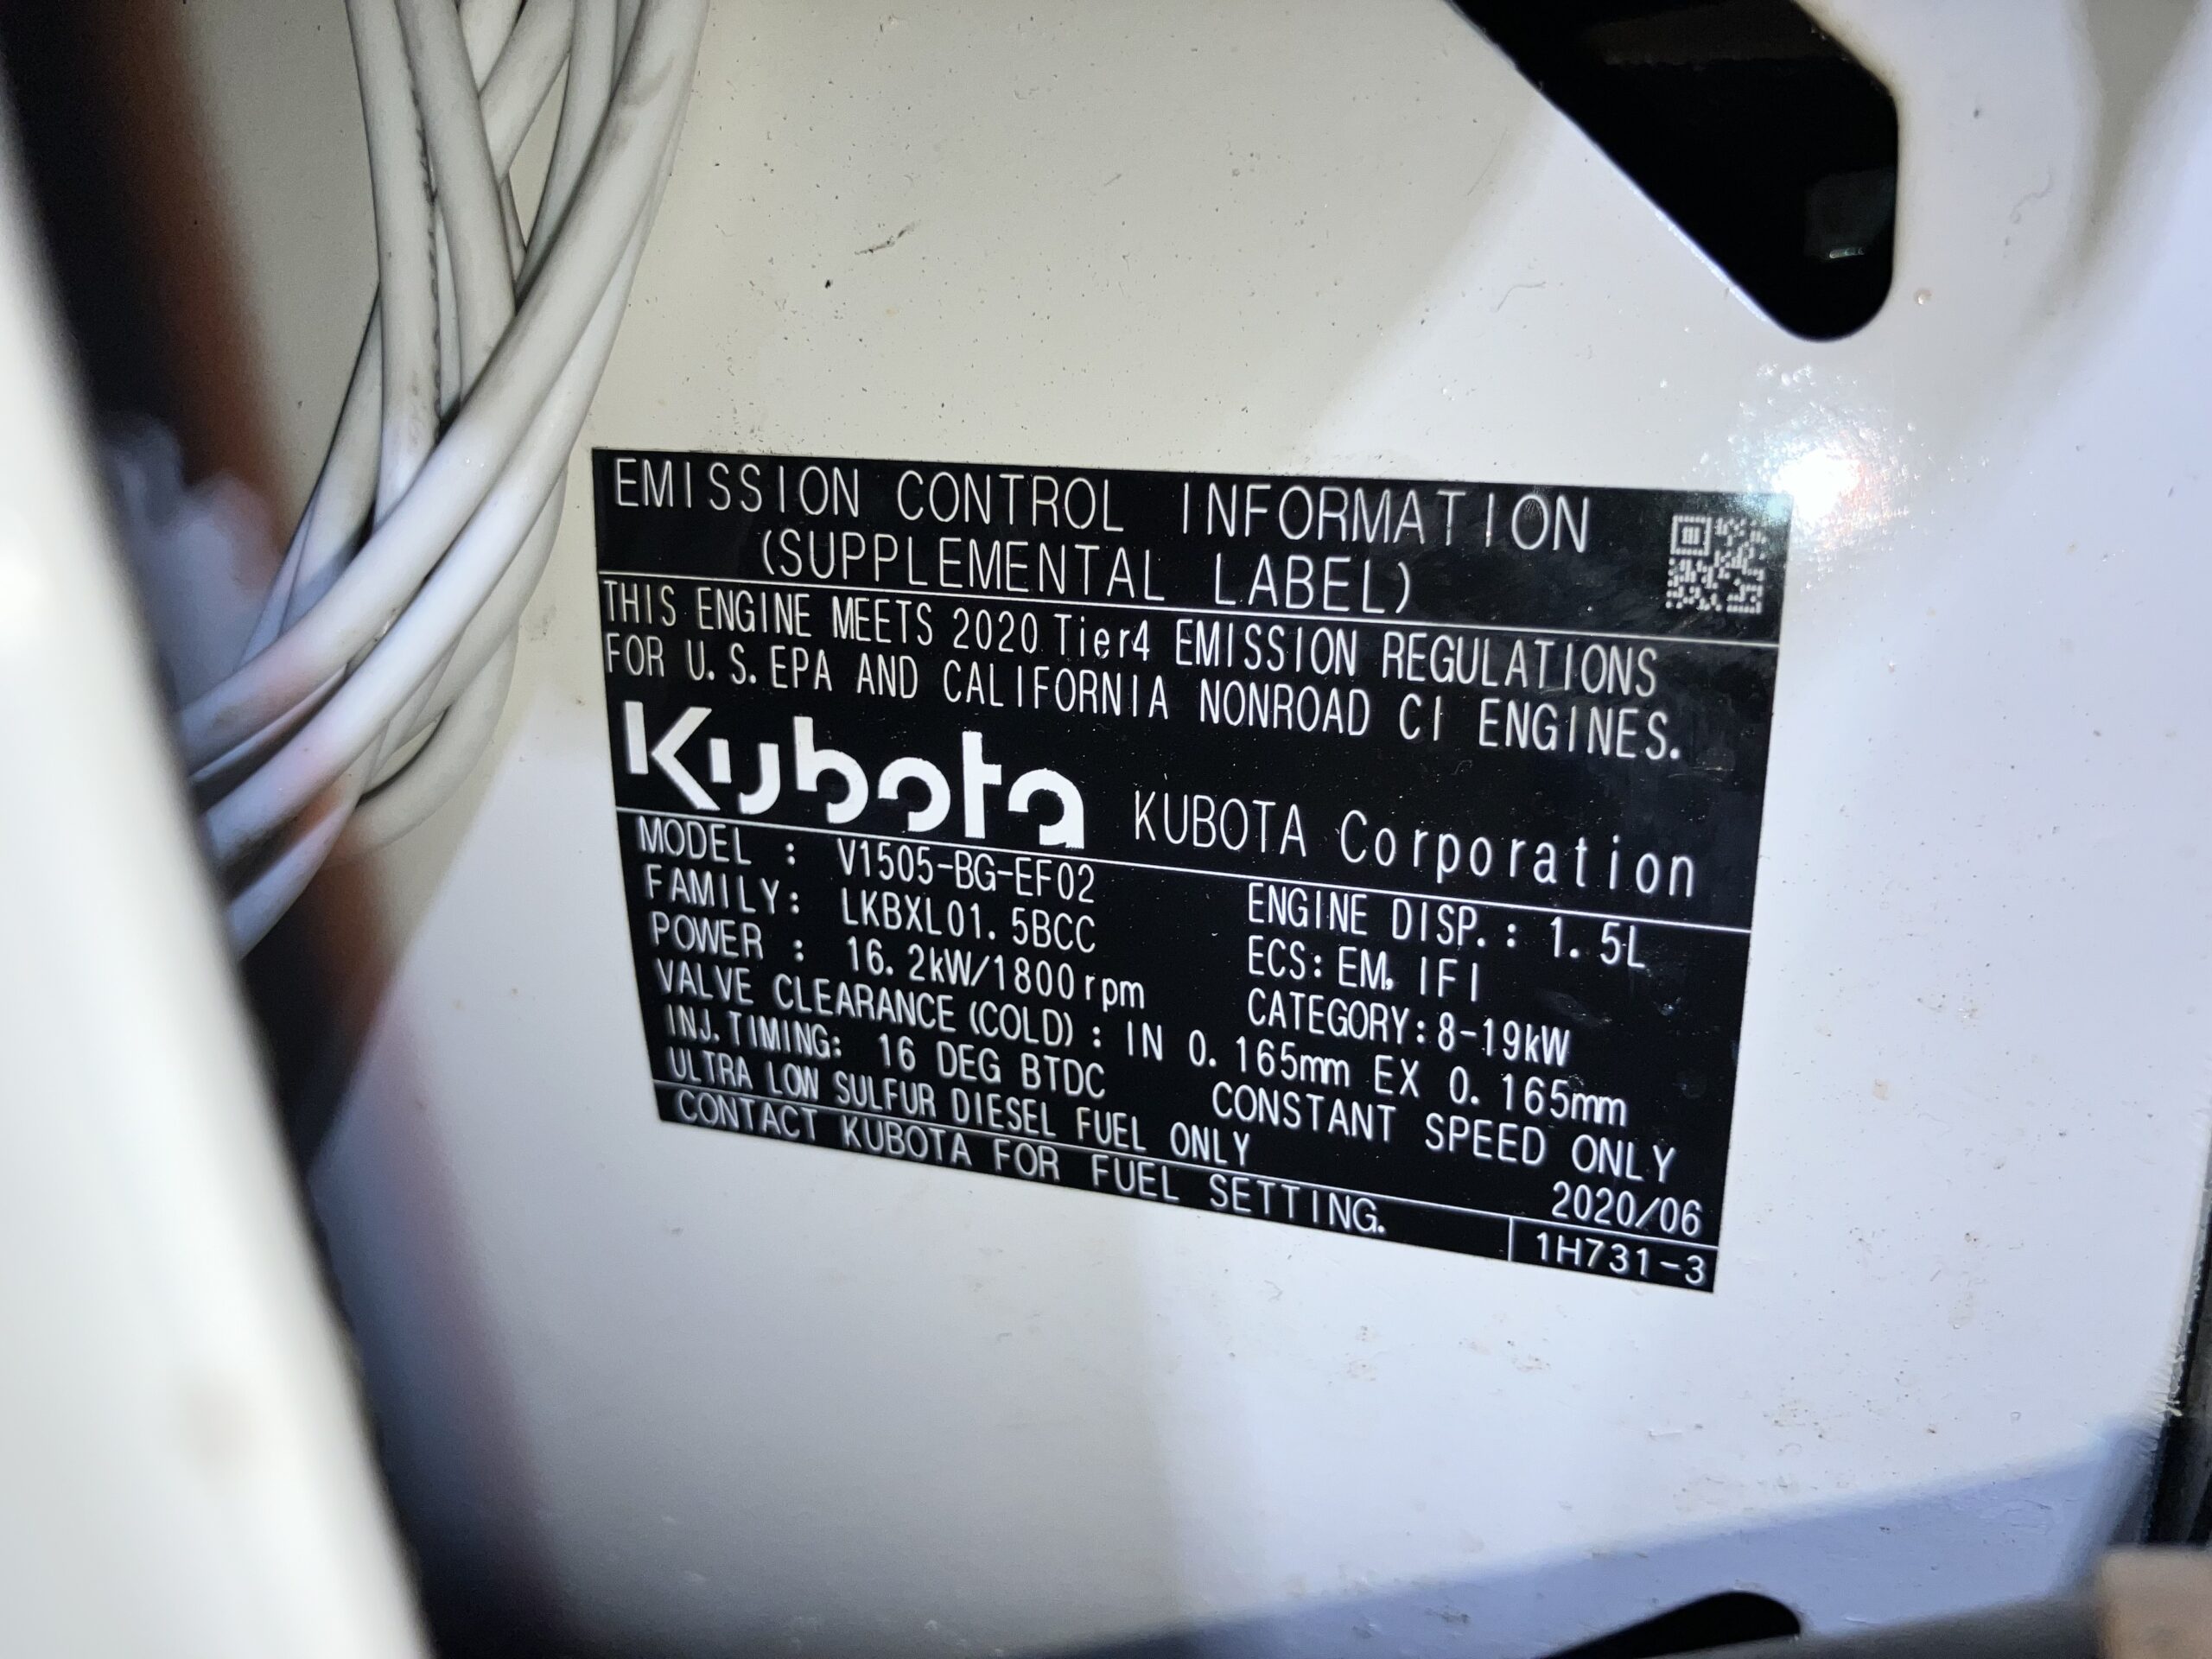 EMISSION CONTROL INFORMATION
(SUPPLEMENTAL LABEL)
THIS ENGINE MEETS 2020 Tier4 EMISSION REGULATIONS
FOR U.S.EPA AND CALIFORNIA NONROAD CI ENGINES.
Kubota KUBOTA Corporation
MODEL : V1505-BG-EF02 ENGINE DISP.: 1.5L
FAMILY: LKBXL01.5BCC ECS: EM, IFI
POWER : 16.2kW/1800rpm CATEGORY: 8-19kW
VALVE CLEARANCE (COLD) : IN 0.165mm EX 0.165mm
INJ.TIMING: 16 DEG BTDC CONSTANT SPEED ONLY
ULTRA LOW SULFUR DIESEL FUEL ONLY 2020/06
CONTACT KUBOTA FOR FUEL SETTING. 1H731-3